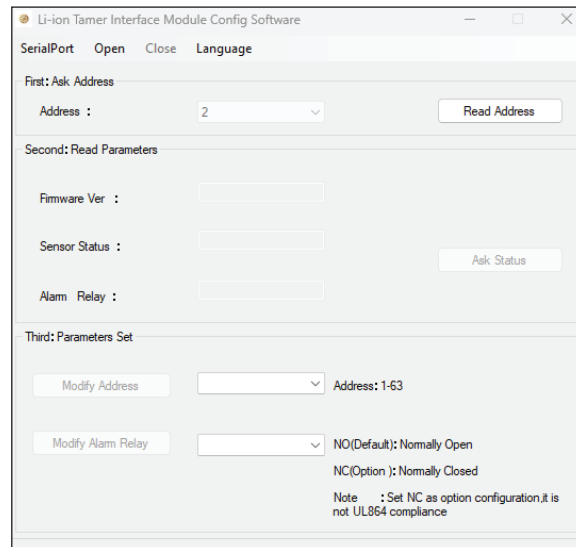 Li-ion Tamer Interface Module Config Software
SerialPort Open Close Language
First: Ask Address
Address : 2 Read Address
Second: Read Parameters
Firmware Ver :
Sensor Status :
Ask Status
Alarm Relay :
Third: Parameters Set
Modify Address Address: 1-63
Modify Alarm Relay NO(Default): Normally Open
NC(Option ): Normally Closed
Note : Set NC as option configuration,it is
not UL864 compliance